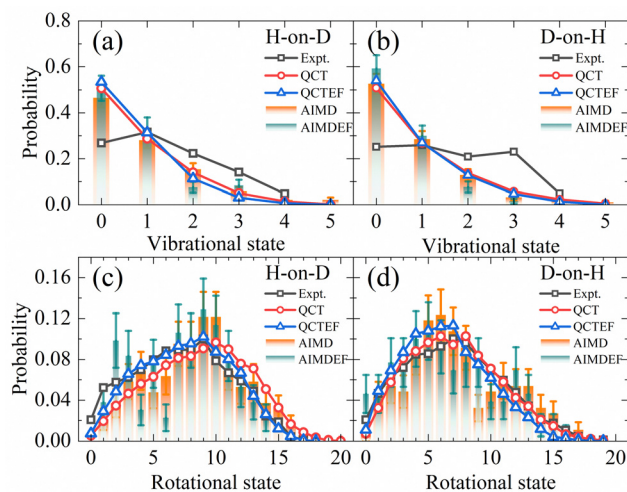 (a) H-on-D
Expt.
QCT
QCTEF
AIMD
AIMDEF
Probability
0.8
0.6
0.4
0.2
0.0
0 1 2 3 4 5
Vibrational state
(b) D-on-H
Expt.
QCT
QCTEF
AIMD
AIMDEF
0 1 2 3 4 5
Vibrational state
(c) H-on-D
Expt.
QCT
QCTEF
AIMD
AIMDEF
Probability
0.16
0.12
0.08
0.04
0.00
0 5 10 15 20
Rotational state
(d) D-on-H
Expt.
QCT
QCTEF
AIMD
AIMDEF
0 5 10 15 20
Rotational state